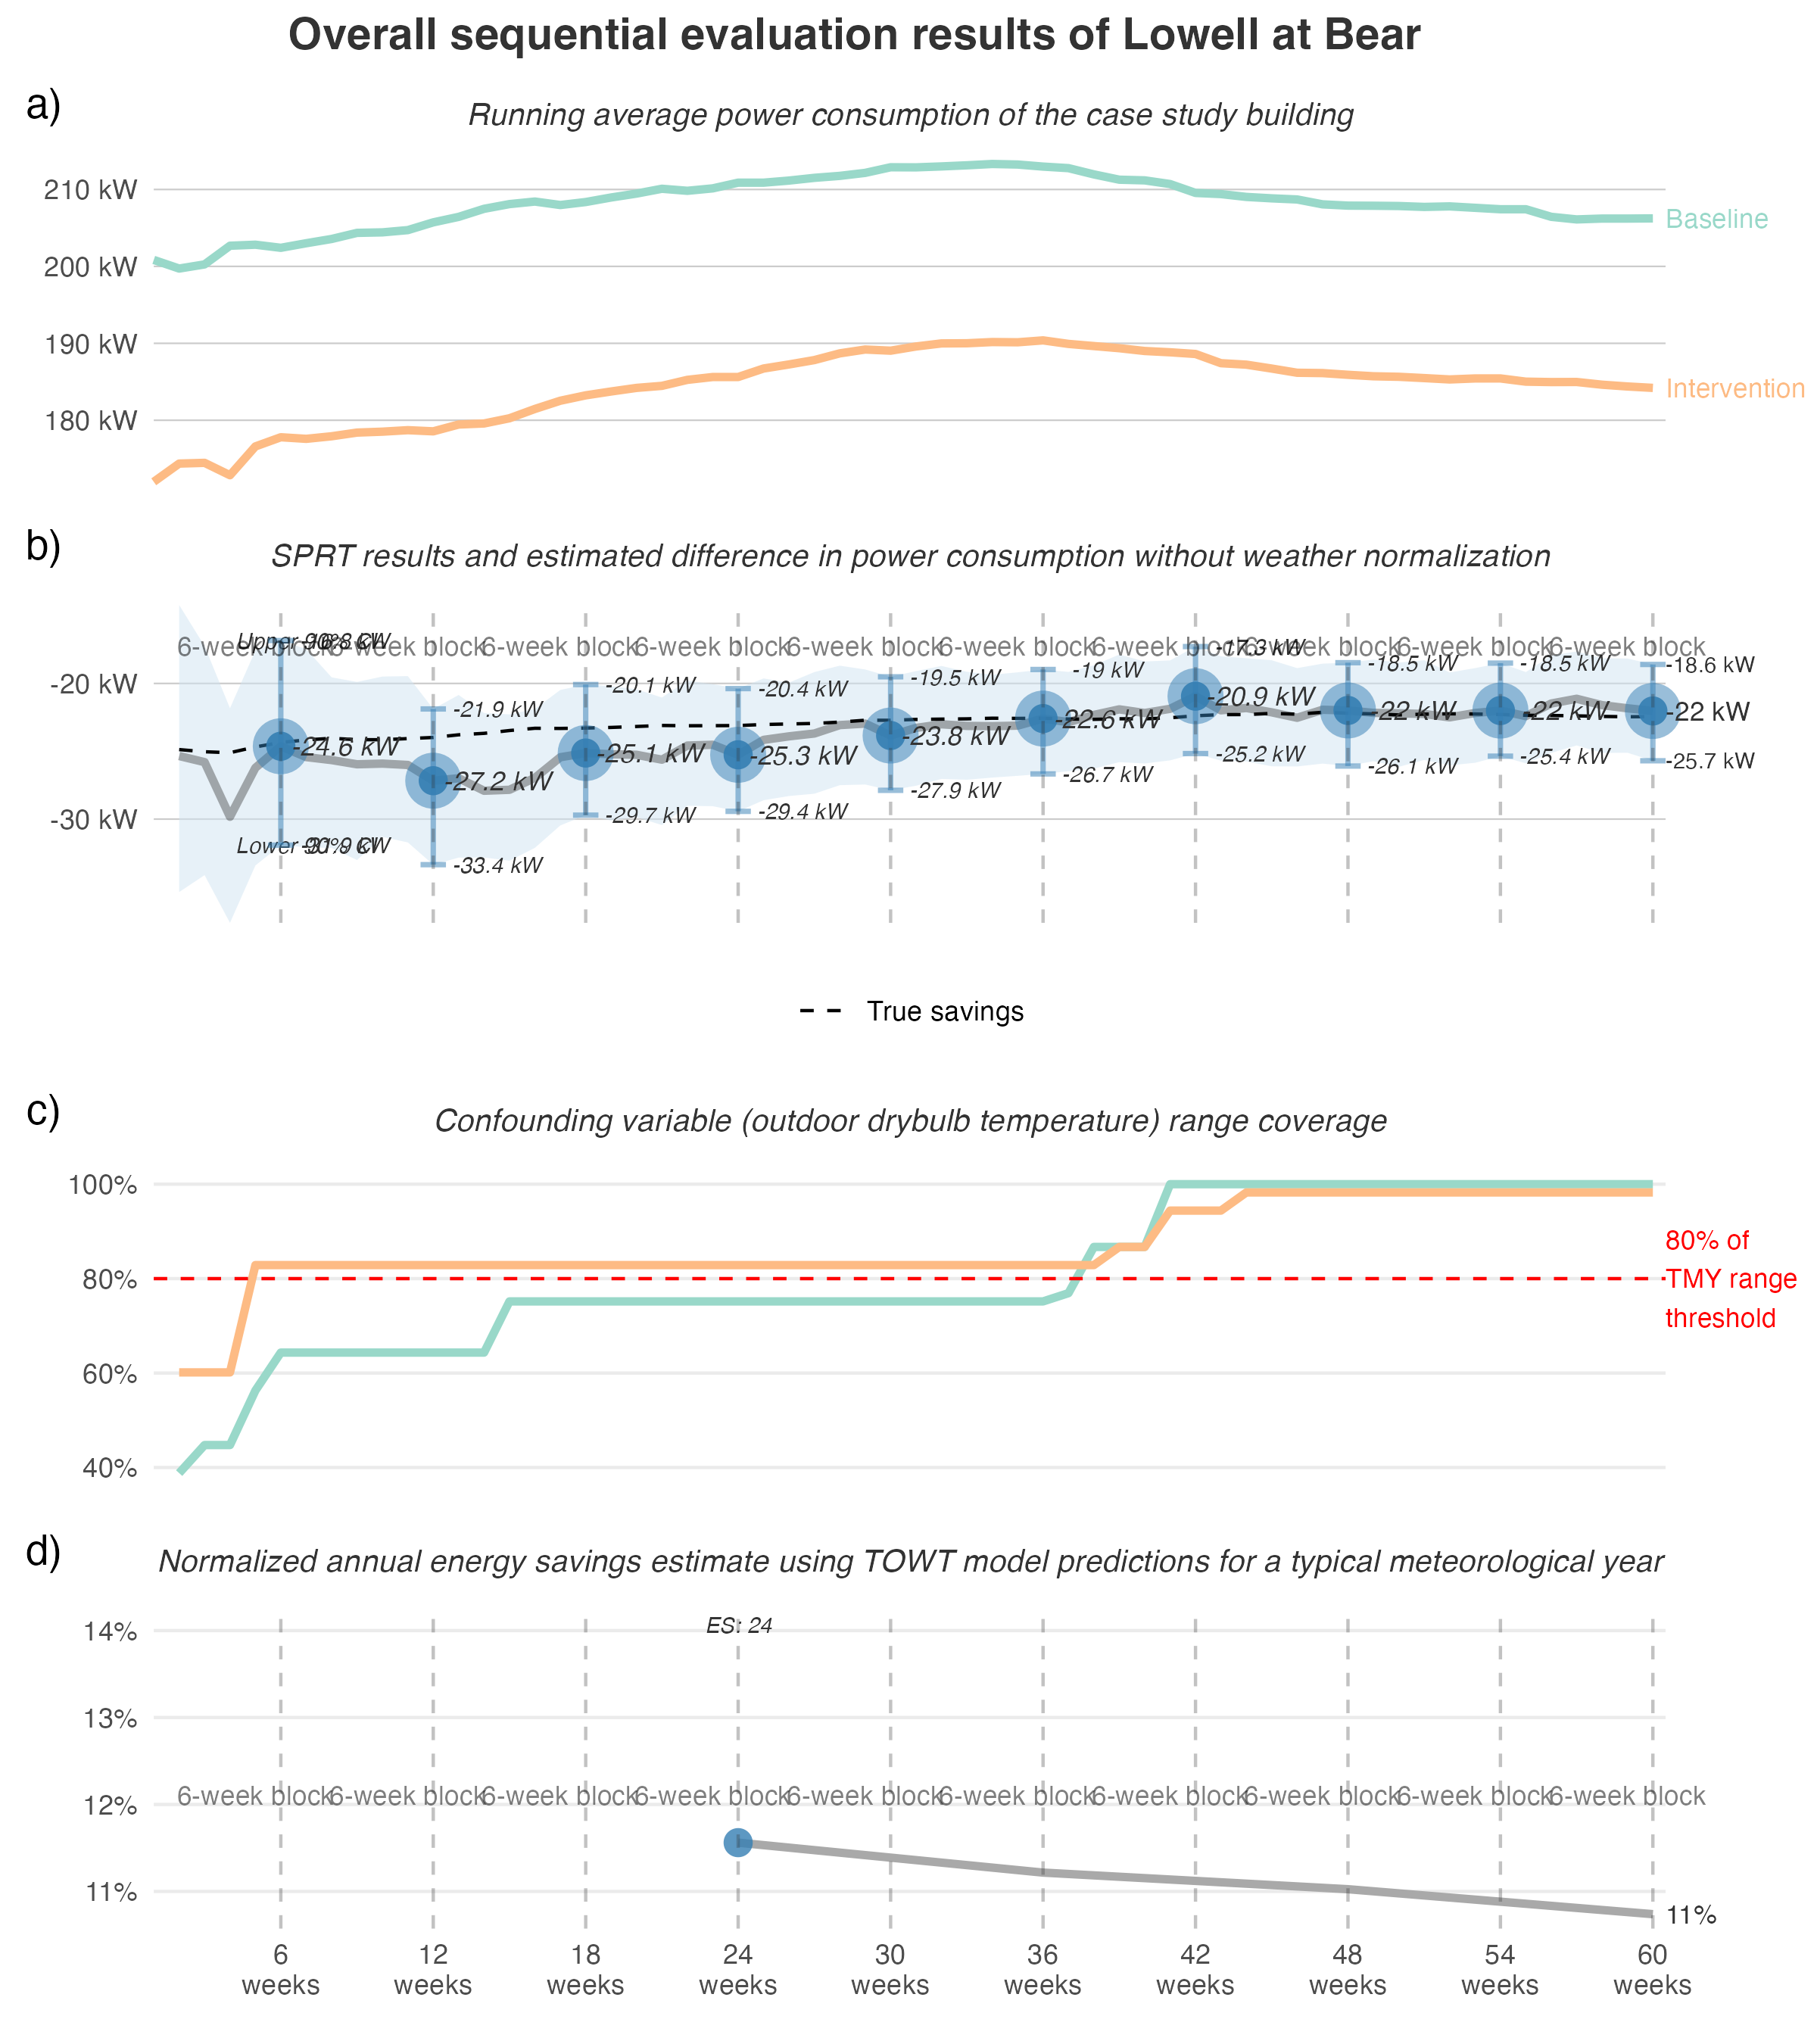 Overall sequential evaluation results of Lowell at Bear
a)
Running average power consumption of the case study building
210 kW
200 kW
190 kW
180 kW
Baseline
Intervention
b)
SPRT results and estimated difference in power consumption without weather normalization
6-week block 6-week block 6-week block 6-week block 6-week block 6-week block 6-week block 6-week block 6-week block 6-week block
Upper 90% CI
-16.8 kW
-21.9 kW
-20.1 kW
-20.4 kW
-19.5 kW
-19 kW
-17.3 kW
-18.5 kW
-18.5 kW
-18.6 kW
-20 kW
-30 kW
-24.6 kW
-27.2 kW
-25.1 kW
-25.3 kW
-23.8 kW
-22.6 kW
-20.9 kW
-22 kW
-22 kW
-22 kW
Lower 90% CI
-31.9 kW
-33.4 kW
-29.7 kW
-29.4 kW
-27.9 kW
-26.7 kW
-25.2 kW
-26.1 kW
-25.4 kW
-25.7 kW
True savings
c)
Confounding variable (outdoor drybulb temperature) range coverage
100%
80%
60%
40%
80% of
TMY range
threshold
d)
Normalized annual energy savings estimate using TOWT model predictions for a typical meteorological year
ES: 24
14%
13%
12%
11%
6-week block 6-week block 6-week block 6-week block 6-week block 6-week block 6-week block 6-week block 6-week block 6-week block
11%
6 12 18 24 30 36 42 48 54 60
weeks weeks weeks weeks weeks weeks weeks weeks weeks weeks